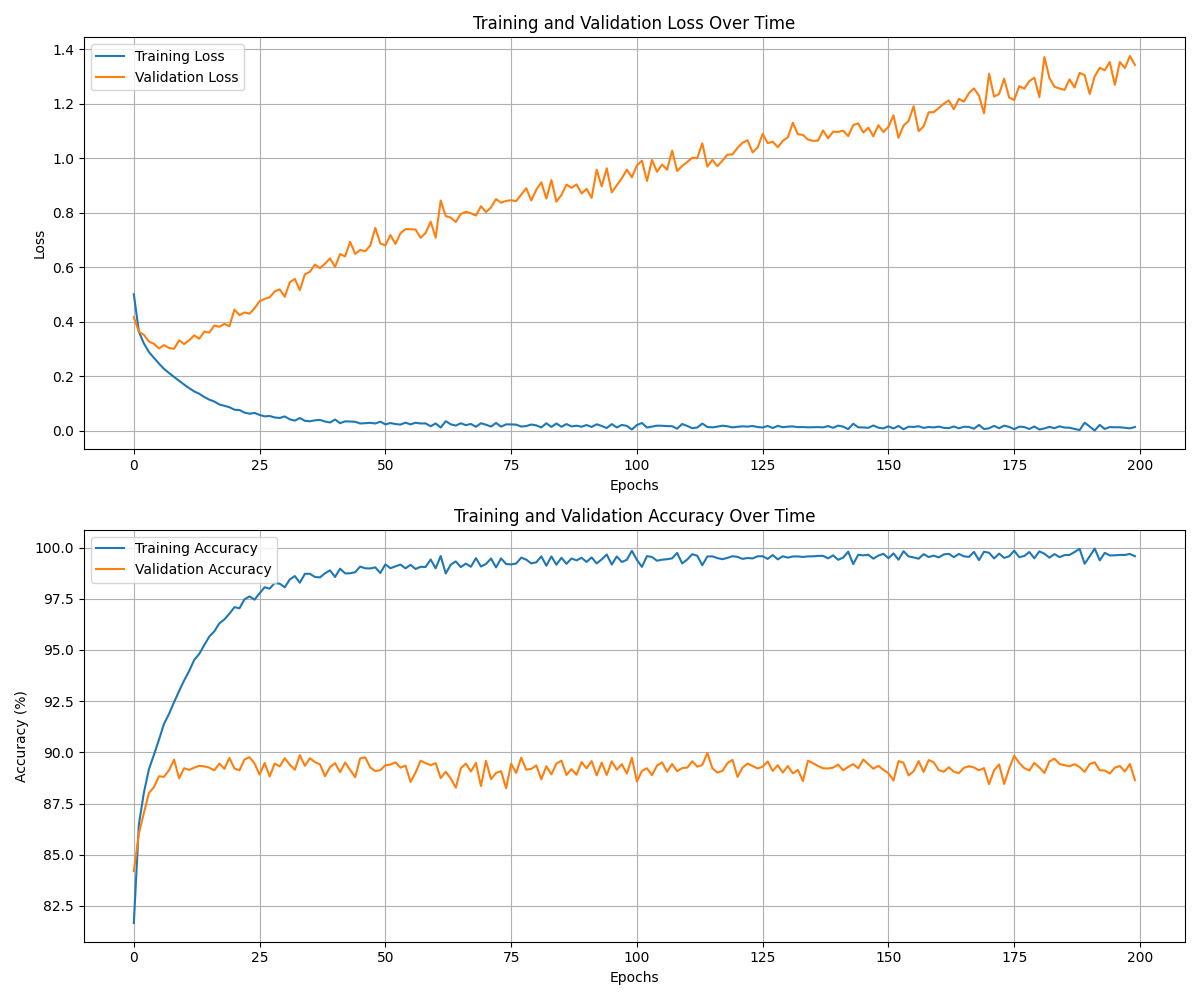 Training and Validation Loss Over Time
Training Loss
Validation Loss
Loss
1.4
1.2
1.0
0.8
0.6
0.4
0.2
0.0
0 25 50 75 100 125 150 175 200
Epochs
Training and Validation Accuracy Over Time
Training Accuracy
Validation Accuracy
Accuracy (%)
100.0
97.5
95.0
92.5
90.0
87.5
85.0
82.5
0 25 50 75 100 125 150 175 200
Epochs